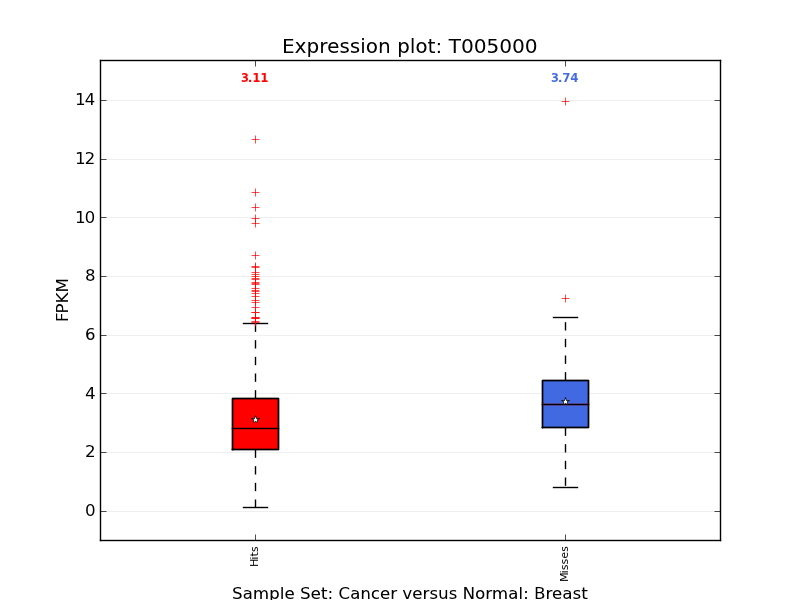 Expression plot: T005000
3.11
3.74
14
12
10
8
6
4
2
0
FPKM
Hits
Misses
Sample Set: Cancer versus Normal: Breast